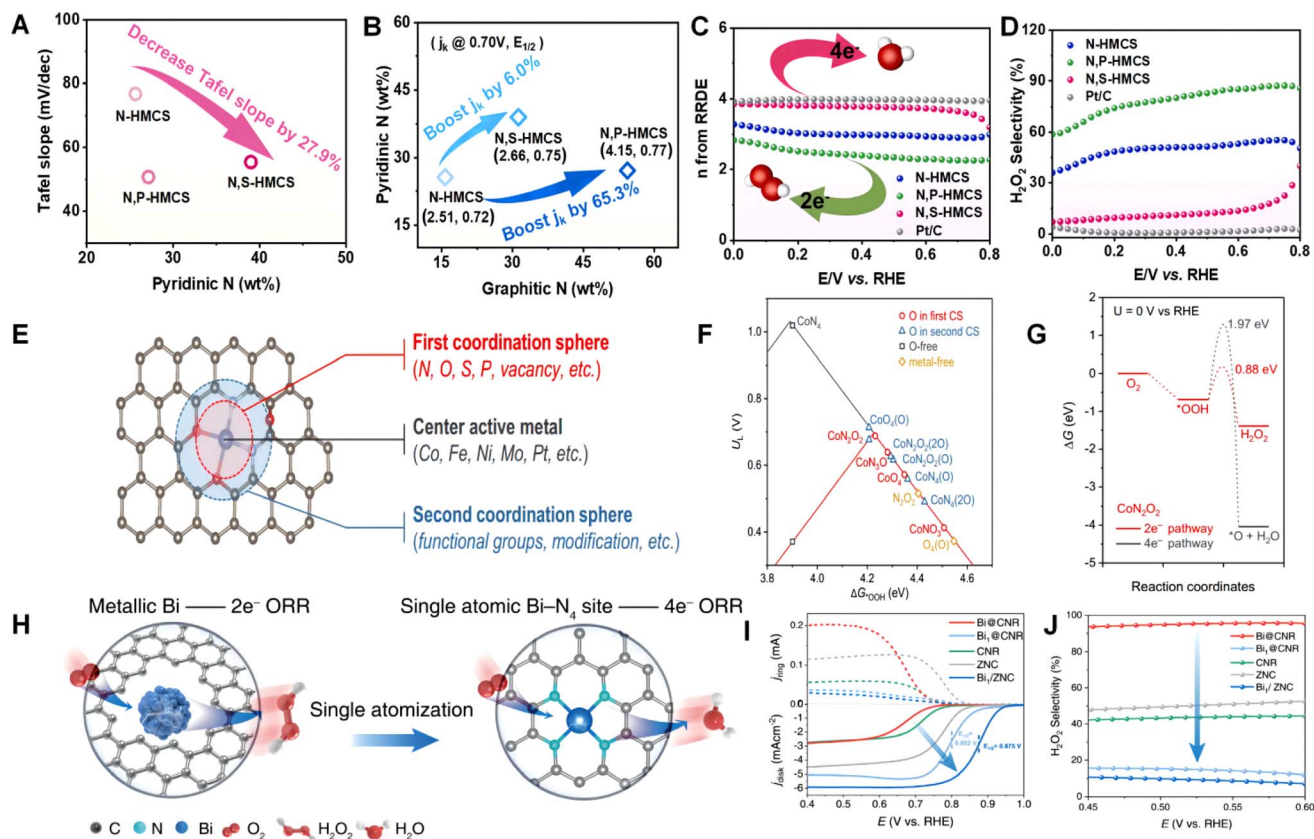 A
Tafel slope (mV/dec)
100
80
60
40
20
30
40
50
Pyridinic N (wt%)
Decrease Tafel slope by 27.9%
N-HMCS
N,P-HMCS
N,S-HMCS
B
Pyridinic N (wt%)
60
45
30
15
15
30
45
60
Graphitic N (wt%)
( jk @ 0.70V, E1/2 )
Boost jk by 6.0%
N,S-HMCS
(2.66, 0.75)
N,P-HMCS
(4.15, 0.77)
N-HMCS
(2.51, 0.72)
Boost jk by 65.3%
C
n from RRDE
6
4
2
0
0.0
0.2
0.4
0.6
0.8
E/V vs. RHE
4e-
2e-
N-HMCS
N,P-HMCS
N,S-HMCS
Pt/C
D
H2O2 Selectivity (%)
120
90
60
30
0
0.0
0.2
0.4
0.6
0.8
E/V vs. RHE
N-HMCS
N,P-HMCS
N,S-HMCS
Pt/C
E
First coordination sphere
(N, O, S, P, vacancy, etc.)
Center active metal
(Co, Fe, Ni, Mo, Pt, etc.)
Second coordination sphere
(functional groups, modification, etc.)
F
UL (V)
1.0
0.8
0.6
0.4
3.8
4.0
4.2
4.4
4.6
ΔG*OOH (eV)
O in first CS
O in second CS
O-free
metal-free
CoN4
CoO4(O)
CoN2O2
CoN2O2(2O)
CoN3O
CoN2O2(O)
CoO4
CoN4(O)
N2O2
CoN4(2O)
CoNO3
O4(O)
G
ΔG (eV)
2
1
0
-1
-2
-3
-4
-5
U = 0 V vs RHE
1.97 eV
0.88 eV
O2
*OOH
H2O2
*O + H2O
CoN2O2
2e− pathway
4e− pathway
Reaction coordinates
H
Metallic Bi —— 2e− ORR
Single atomic Bi–N4 site —— 4e− ORR
Single atomization
C
N
Bi
O2
H2O2
H2O
I
jring (mA)
0.2
0.1
0.0
jdisk (mAcm-2)
-1
-2
-3
-4
-5
-6
0.4
0.5
0.6
0.7
0.8
0.9
1.0
E (V vs. RHE)
Bi@CNR
Bi1@CNR
CNR
ZNC
Bi1/ZNC
E1/2=
E1/2= 0.875 V
J
H2O2 Selectivity (%)
100
80
60
40
20
0
0.45
0.50
0.55
0.60
E (V vs. RHE)
Bi@CNR
Bi1@CNR
CNR
ZNC
Bi1/ ZNC